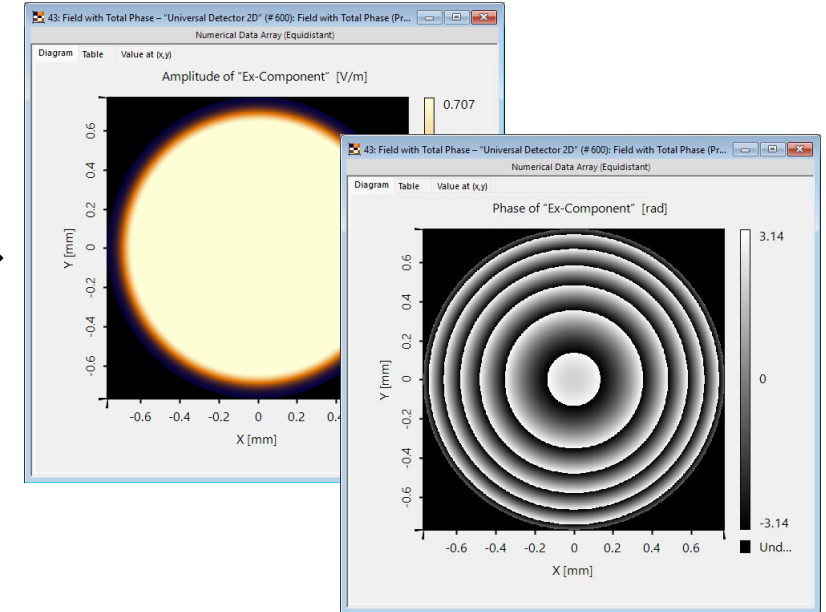 43: Field with Total Phase – "Universal Detector 2D" (# 600): Field with Total Phase (Pr...
Numerical Data Array (Equidistant)
Diagram Table Value at (x,y)
Amplitude of "Ex-Component" [V/m]
0.707
0.6
0.4
0.2
0
-0.2
-0.4
-0.6
Y [mm]
-0.6 -0.4 -0.2 0 0.2 0.4
X [mm]
43: Field with Total Phase – "Universal Detector 2D" (# 600): Field with Total Phase (Pr...
Numerical Data Array (Equidistant)
Diagram Table Value at (x,y)
Phase of "Ex-Component" [rad]
3.14
0
-3.14
Und...
0.6
0.4
0.2
0
-0.2
-0.4
-0.6
Y [mm]
-0.6 -0.4 -0.2 0 0.2 0.4 0.6
X [mm]